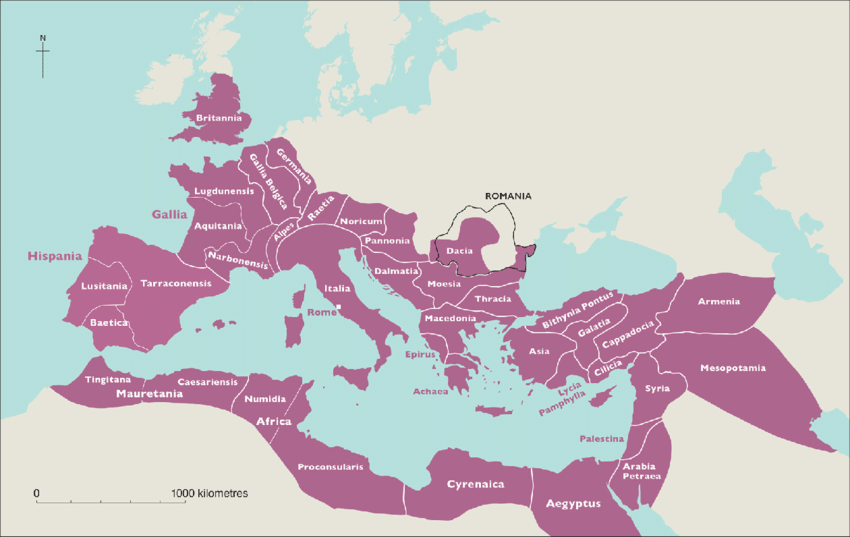 N
Britannia
Germania
Gallia Belgica
Lugdunensis
Gallia
Aquitania
Narbonensis
Alpes
Raetia
Noricum
Pannonia
ROMANIA
Dacia
Hispania
Lusitania
Tarraconensis
Baetica
Italia
Rome
Dalmatia
Moesia
Thracia
Macedonia
Epirus
Achaea
Bithynia Pontus
Galatia
Cappadocia
Armenia
Asia
Cilicia
Lycia
Pamphylia
Mesopotamia
Syria
Palestina
Arabia
Petraea
Tingitana
Caesariensis
Mauretania
Numidia
Africa
Proconsularis
Cyrenaica
Aegyptus
0 1000 kilometres